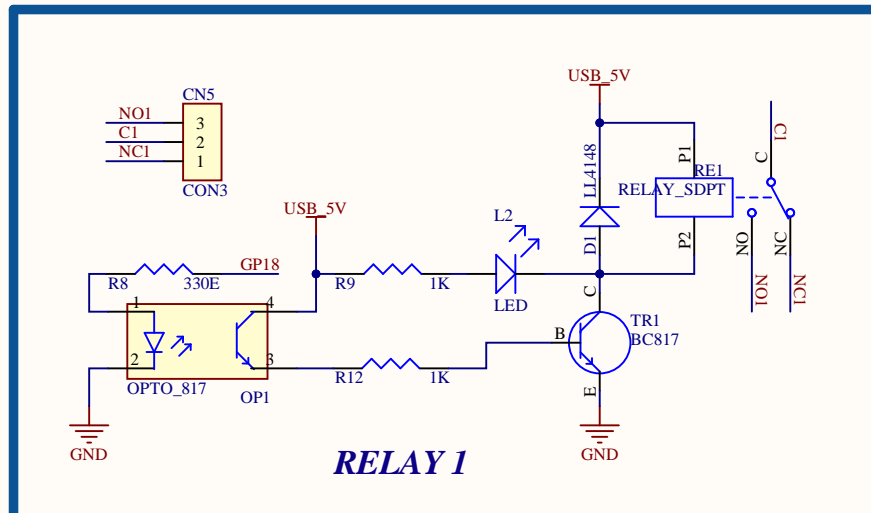 CN5
NO1
3
C1
2
NC1
1
CON3
USB_5V
LL4148
D1
P1
RE1
RELAY_SDPT
P2
C1
C
NO
NC
NO1
NC1
USB_5V
L2
LED
R8
330E
GP18
R9
1K
1
4
2
3
OPTO_817
OP1
R12
1K
C
B
E
TR1
BC817
GND
GND
RELAY 1